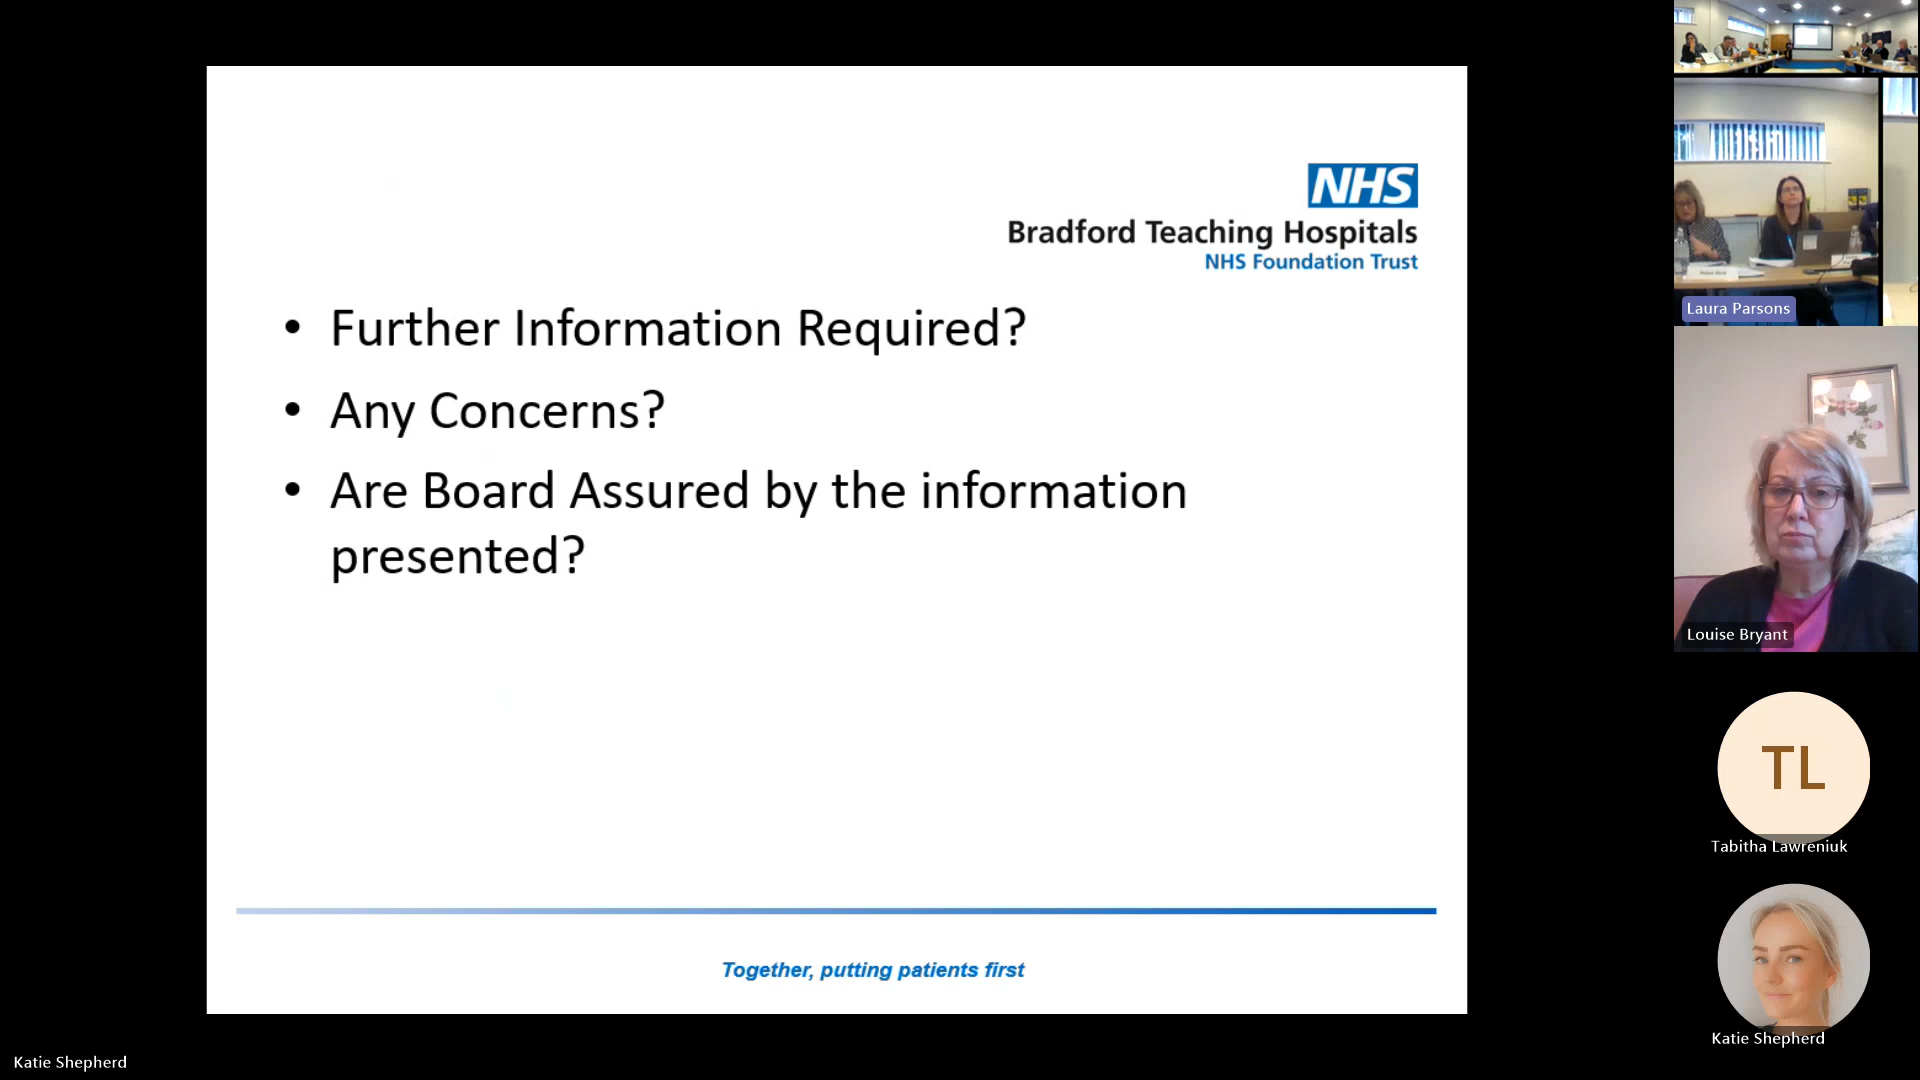 NHS
Bradford Teaching Hospitals
NHS Foundation Trust
• Further Information Required?
• Any Concerns?
• Are Board Assured by the information
presented?
Together, putting patients first
Laura Parsons
Louise Bryant
TL
Tabitha Lawreniuk
Katie Shepherd
Katie Shepherd